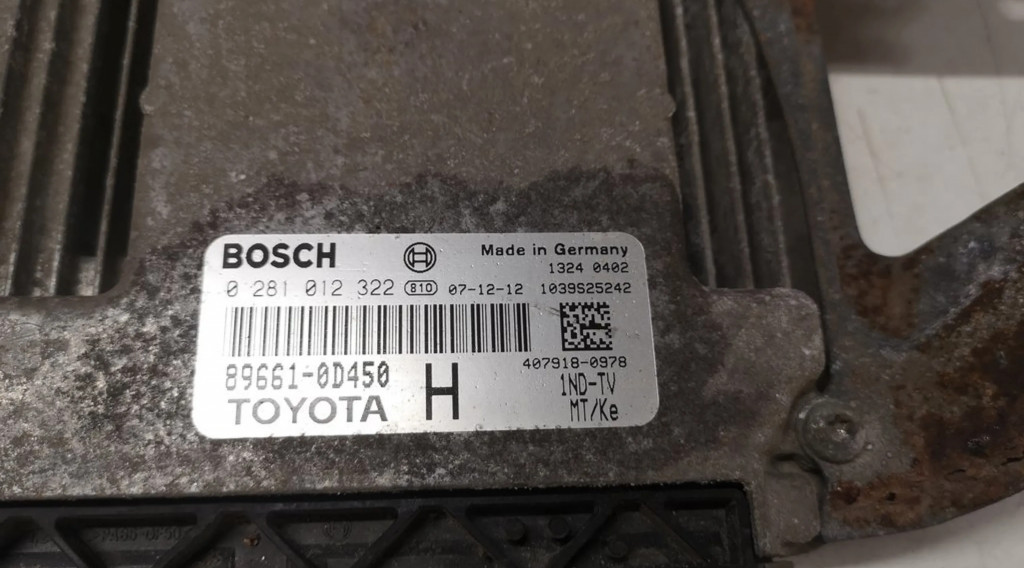 BOSCH Made in Germany
1324 0402
0 281 012 322 810 07-12-12 1039S25242
407918-0978
89661-0D450 H 1ND-TV
TOYOTA MT/Ke